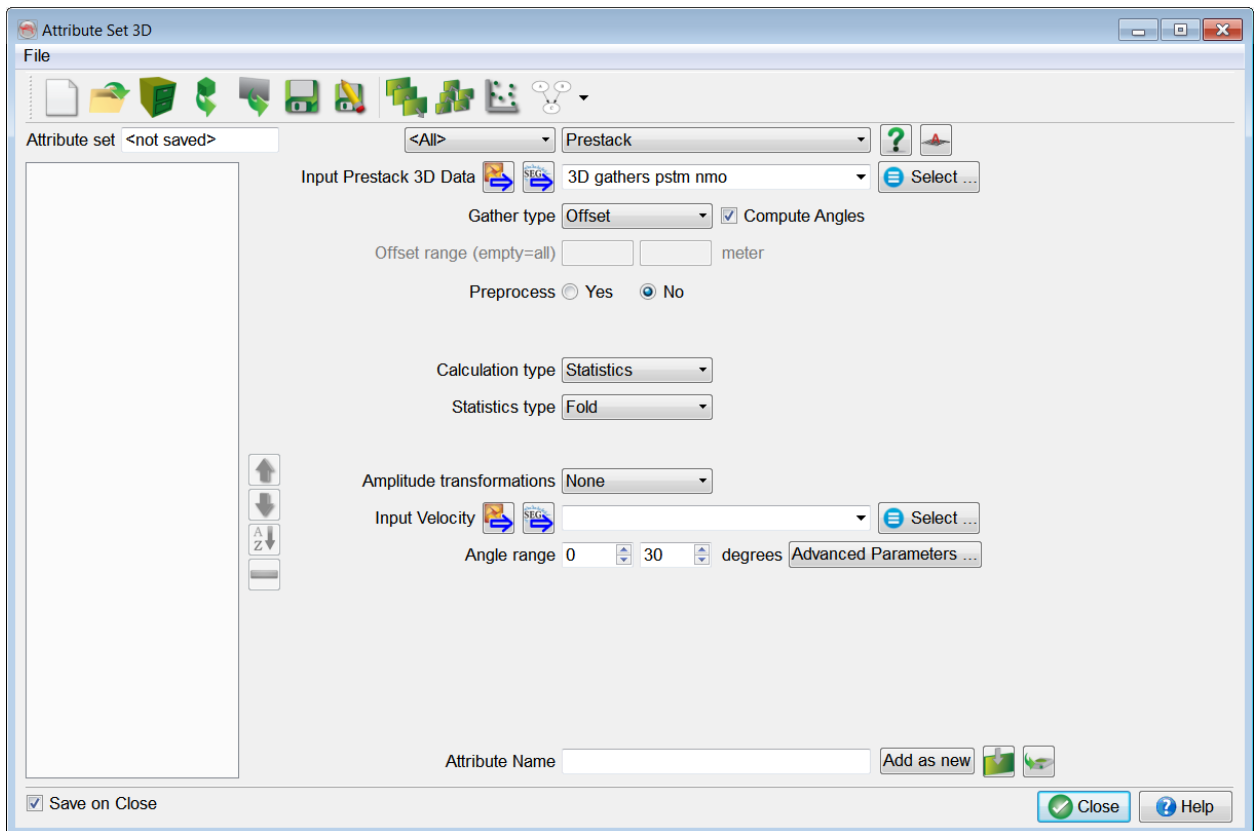 Attribute Set 3D
File
Attribute set <not saved> <All> Prestack ?
Input Prestack 3D Data SEG 3D gathers pstm nmo Select ...
Gather type Offset Compute Angles
Offset range (empty=all) meter
Preprocess Yes No
Calculation type Statistics
Statistics type Fold
Amplitude transformations None
Input Velocity SEG Select ...
A
Z
Angle range 0 30 degrees Advanced Parameters ...
Attribute Name Add as new
Save on Close Close ? Help